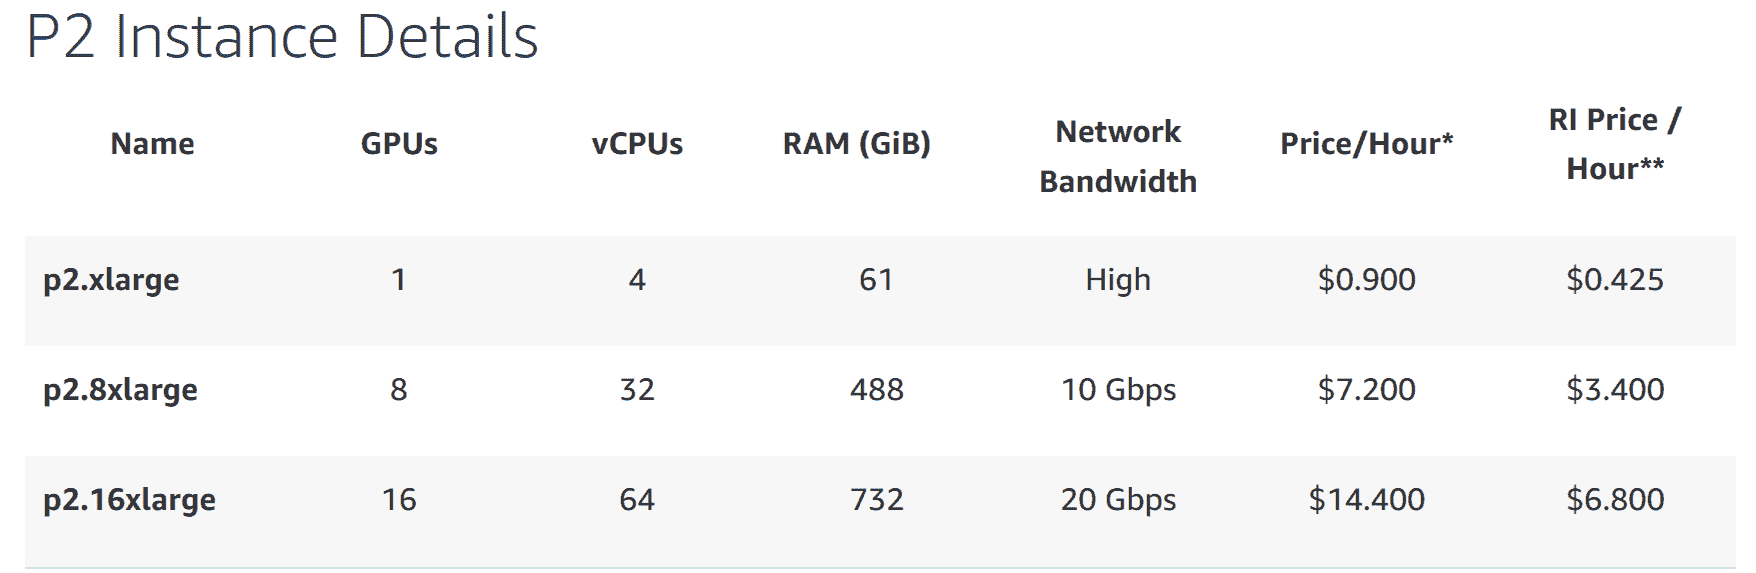 P2 Instance Details
Name GPUs vCPUs RAM (GiB) Network Bandwidth Price/Hour* RI Price / Hour**
p2.xlarge 1 4 61 High $0.900 $0.425
p2.8xlarge 8 32 488 10 Gbps $7.200 $3.400
p2.16xlarge 16 64 732 20 Gbps $14.400 $6.800